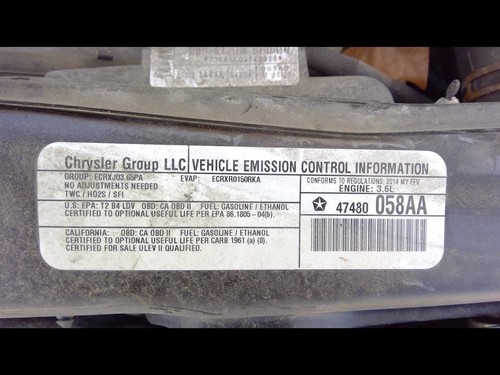 Chrysler Group LLC VEHICLE EMISSION CONTROL INFORMATION
GROUP: ECRXJ03.65PA EVAP: ECRXR0150RKA
NO ADJUSTMENTS NEEDED
TWC / HO2S / SFI
CONFORMS TO REGULATIONS: 2014 MY FFV
ENGINE: 3.6L
U.S. EPA: T2 B4 LDV OBD: CA OBD II FUEL: GASOLINE / ETHANOL
CERTIFIED TO OPTIONAL USEFUL LIFE PER EPA 86.1805 – 04(b).
47480 058AA
CALIFORNIA: OBD: CA OBD II FUEL: GASOLINE / ETHANOL
CERTIFIED TO OPTIONAL USEFUL LIFE PER CARB 1961 (a) (8).
CERTIFIED FOR SALE ULEV II QUALIFIED.